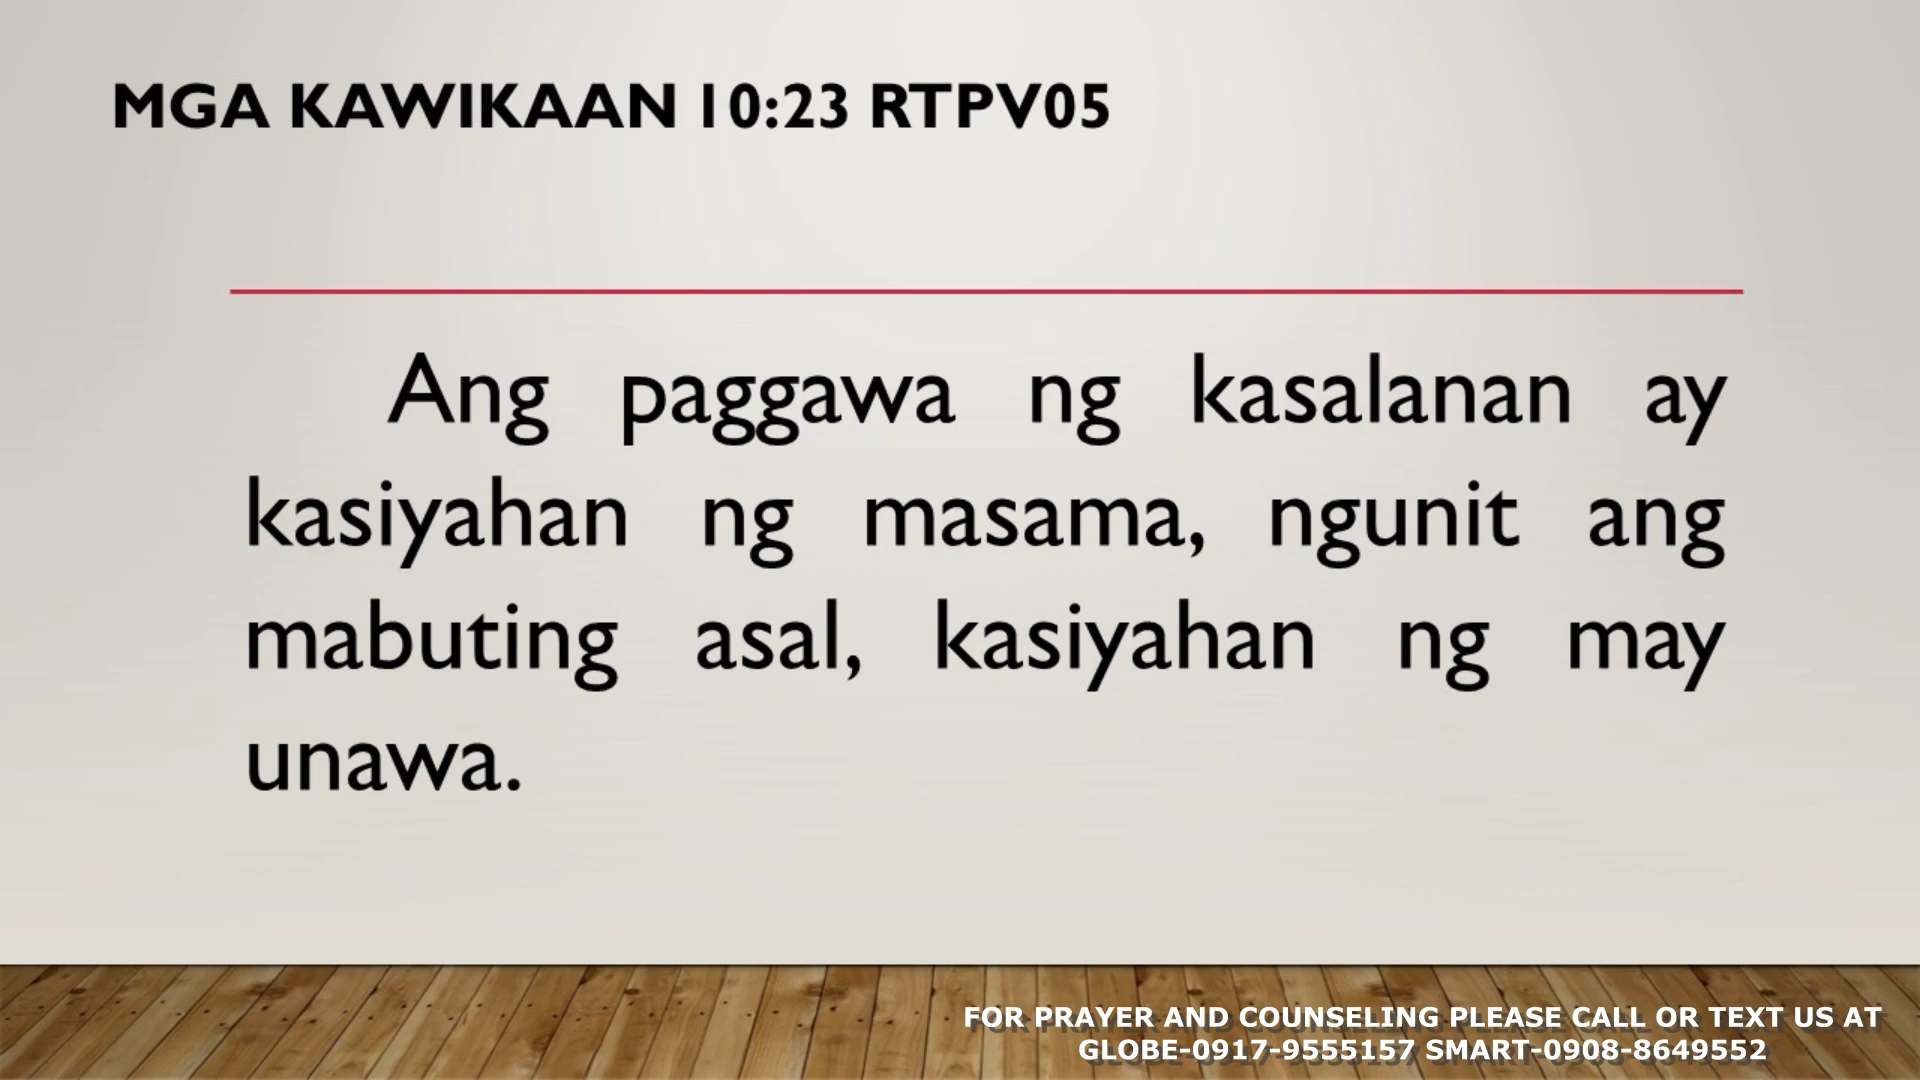 MGA KAWIKAAN 10:23 RTPV05
Ang paggawa ng kasalanan ay
kasiyahan ng masama, ngunit ang
mabuting asal, kasiyahan ng may
unawa.
FOR PRAYER AND COUNSELING PLEASE CALL OR TEXT US AT
GLOBE-0917-9555157 SMART-0908-8649552